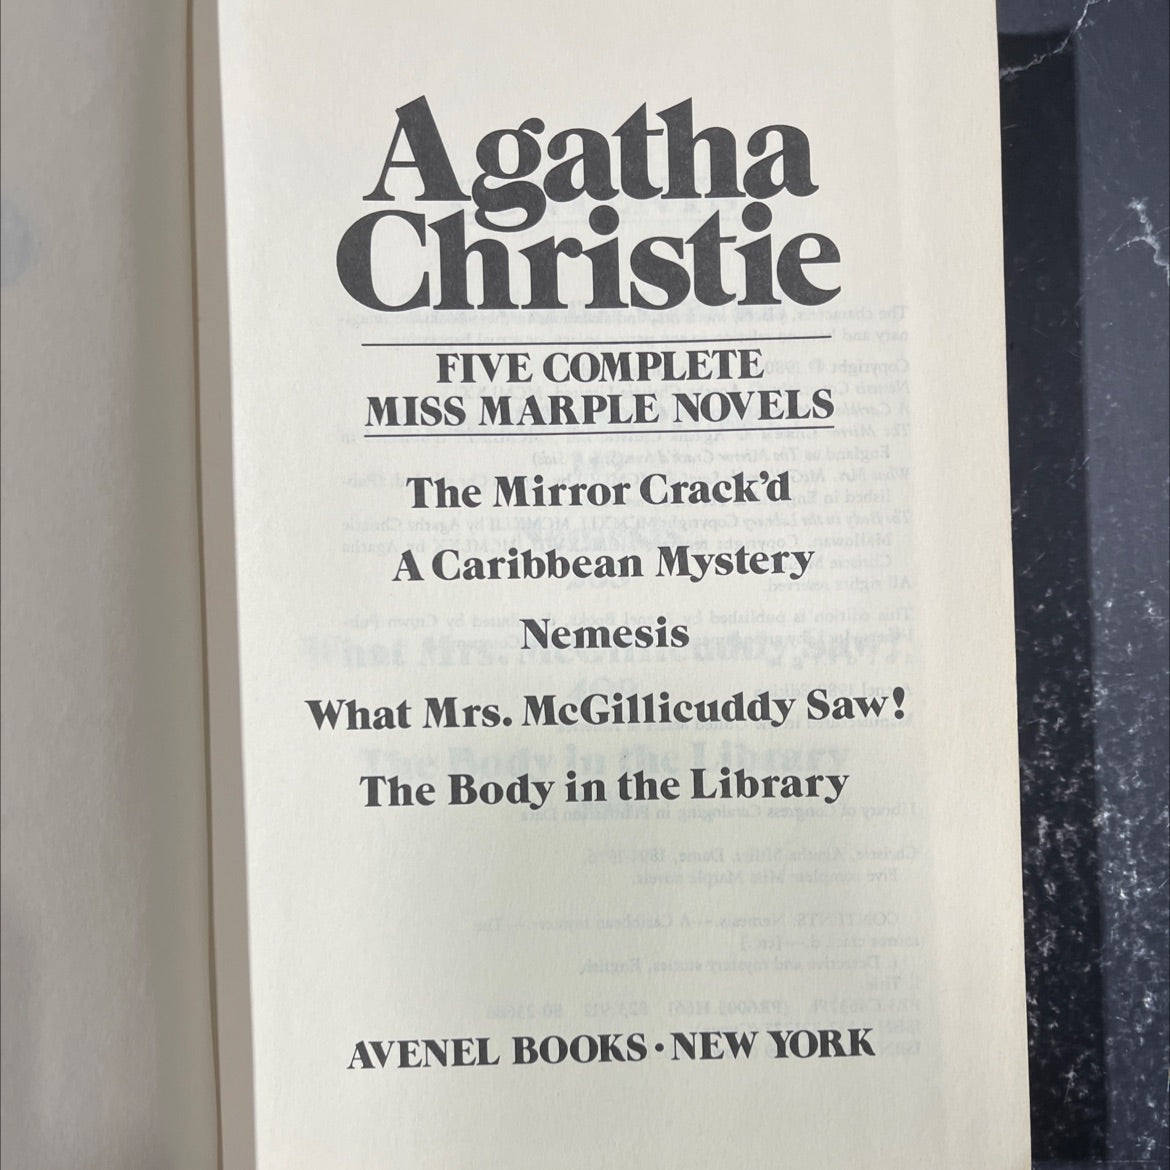 Agatha
Christie
FIVE COMPLETE
MISS MARPLE NOVELS
The Mirror Crack'd
A Caribbean Mystery
Nemesis
What Mrs. McGillicuddy Saw!
The Body in the Library
AVENEL BOOKS • NEW YORK